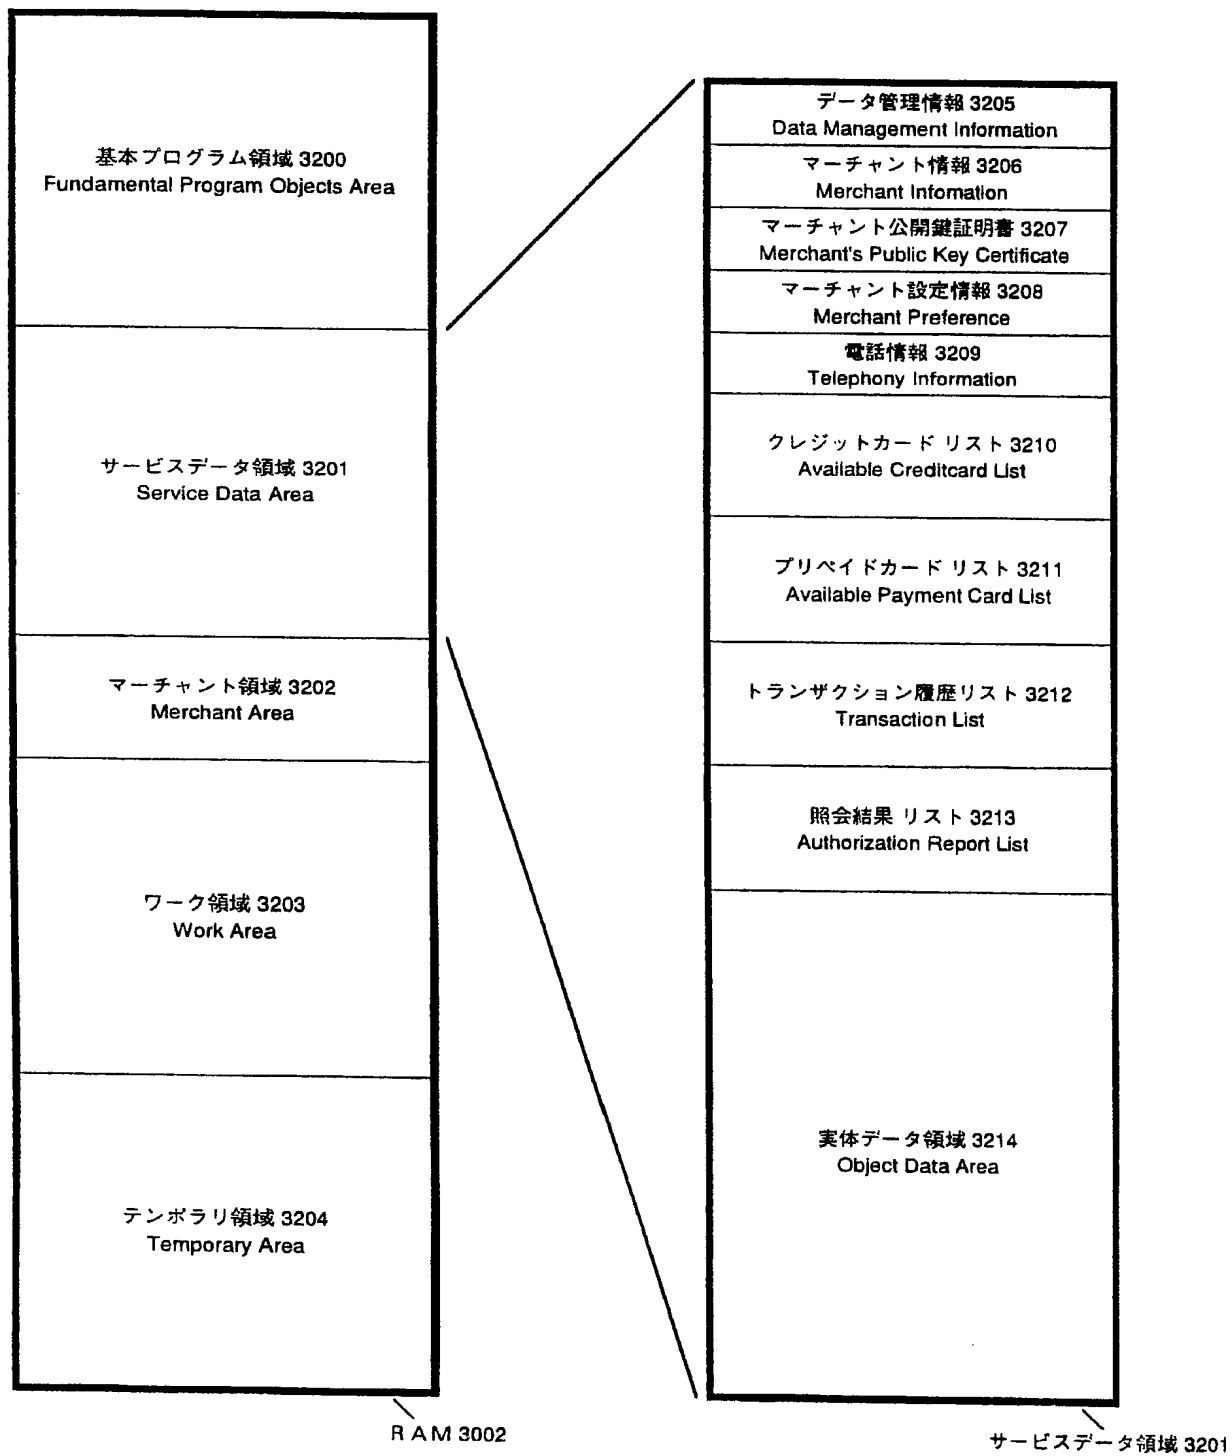 基本プログラム領域 3200
Fundamental Program Objects Area
サービスデータ領域 3201
Service Data Area
マーチャント領域 3202
Merchant Area
ワーク領域 3203
Work Area
テンポラリ領域 3204
Temporary Area
RAM 3002
データ管理情報 3205
Data Management Information
マーチャント情報 3206
Merchant Infomation
マーチャント公開鍵証明書 3207
Merchant's Public Key Certificate
マーチャント設定情報 3208
Merchant Preference
電話情報 3209
Telephony Information
クレジットカード リスト 3210
Available Creditcard List
プリペイドカード リスト 3211
Available Payment Card List
トランザクション履歴リスト 3212
Transaction List
照会結果 リスト 3213
Authorization Report List
実体データ領域 3214
Object Data Area
サービスデータ領域 3201